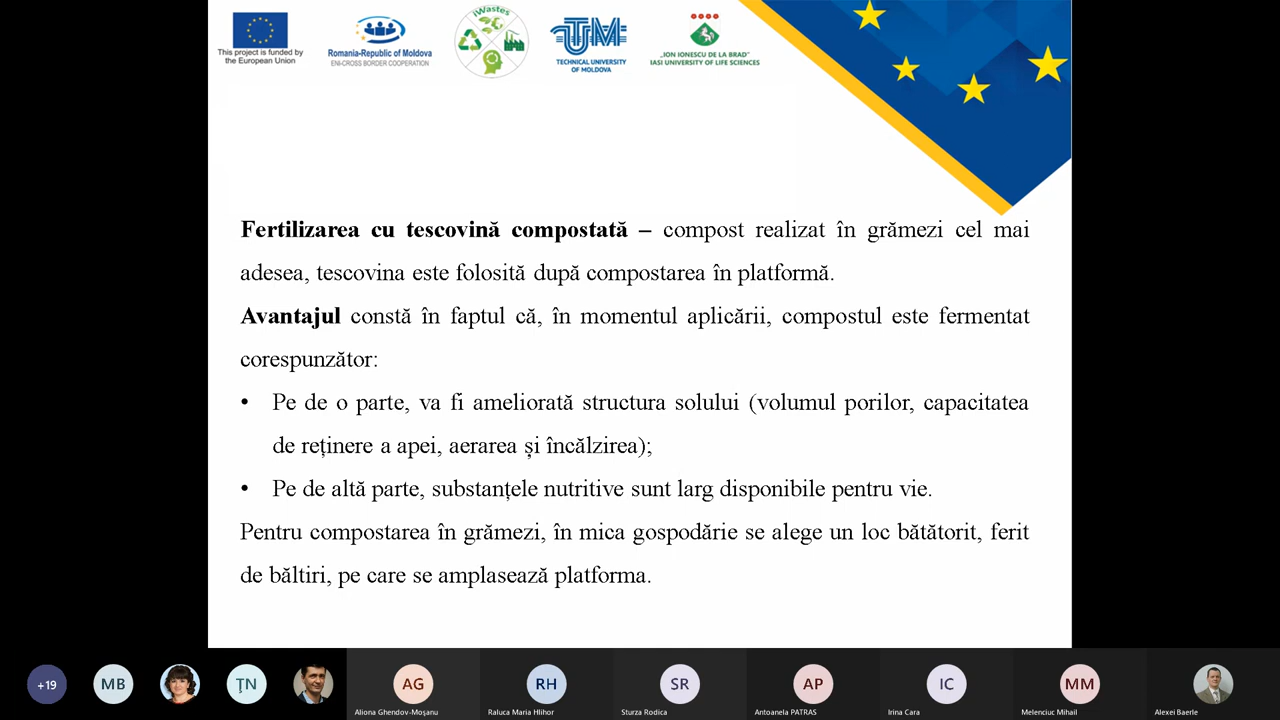 This project is funded by
the European Union
Romania-Republic of Moldova
ENI-CROSS BORDER COOPERATION
iWastes
UTM
TECHNICAL UNIVERSITY
OF MOLDOVA
„ION IONESCU DE LA BRAD"
IASI UNIVERSITY OF LIFE SCIENCES
Fertilizarea cu tescovină compostată – compost realizat în grămezi cel mai
adesea, tescovina este folosită după compostarea în platformă.
Avantajul constă în faptul că, în momentul aplicării, compostul este fermentat
corespunzător:
• Pe de o parte, va fi ameliorată structura solului (volumul porilor, capacitatea
de reținere a apei, aerarea și încălzirea);
• Pe de altă parte, substanțele nutritive sunt larg disponibile pentru vie.
Pentru compostarea în grămezi, în mica gospodărie se alege un loc bătătorit, ferit
de băltiri, pe care se amplasează platforma.
+19
MB
ŢN
AG
RH
SR
AP
IC
MM
Aliona Ghendov-Moşanu
Raluca Maria Hlihor
Sturza Rodica
Antoanela PATRAS
Irina Cara
Melenciuc Mihail
Alexei Baerle